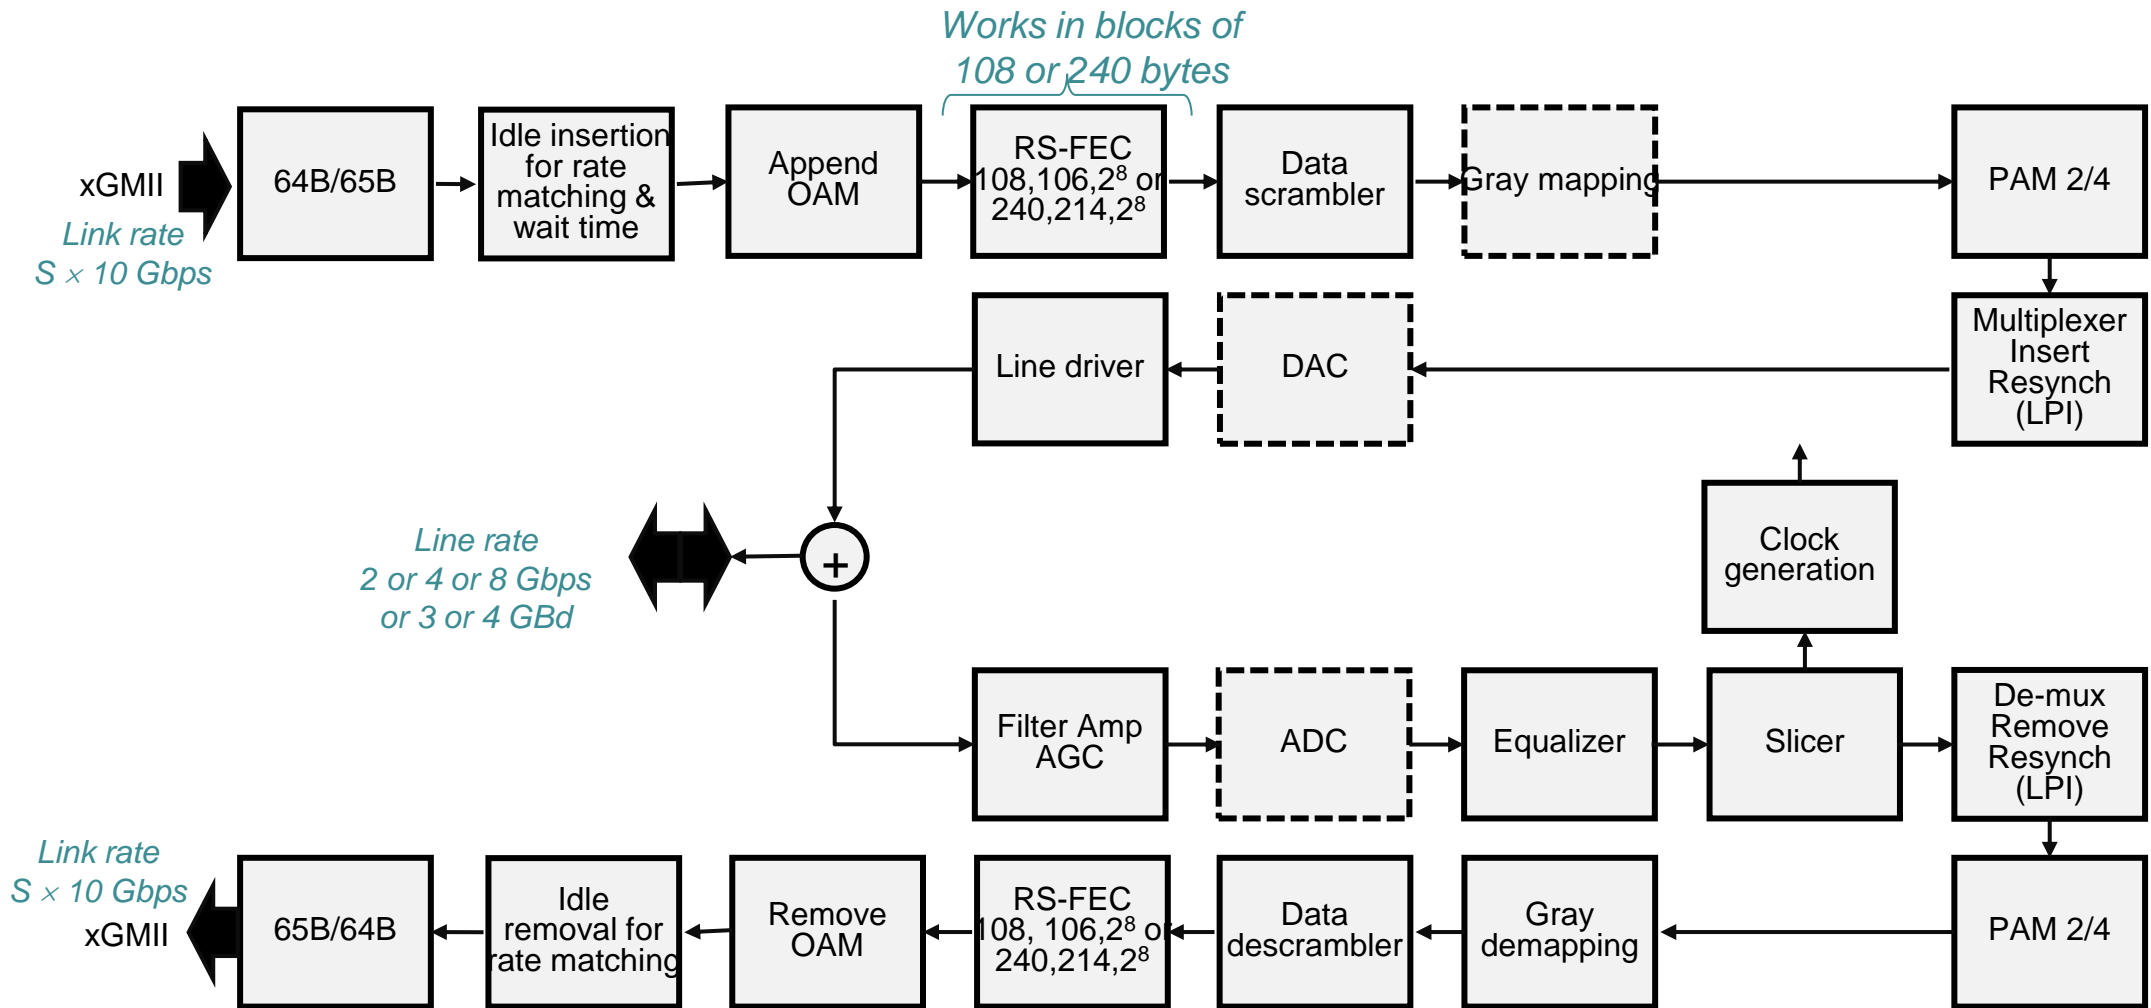 Works in blocks of
108 or 240 bytes
xGMII
Link rate
S × 10 Gbps
64B/65B
Idle insertion
for rate
matching &
wait time
Append
OAM
RS-FEC
108,106,2⁸ or
240,214,2⁸
Data
scrambler
Gray mapping
PAM 2/4
Line driver
DAC
Multiplexer
Insert
Resynch
(LPI)
Line rate
2 or 4 or 8 Gbps
or 3 or 4 GBd
+
Clock
generation
Filter Amp
AGC
ADC
Equalizer
Slicer
De-mux
Remove
Resynch
(LPI)
Link rate
S × 10 Gbps
xGMII
65B/64B
Idle
removal for
rate matching
Remove
OAM
RS-FEC
108, 106,2⁸ or
240,214,2⁸
Data
descrambler
Gray
demapping
PAM 2/4